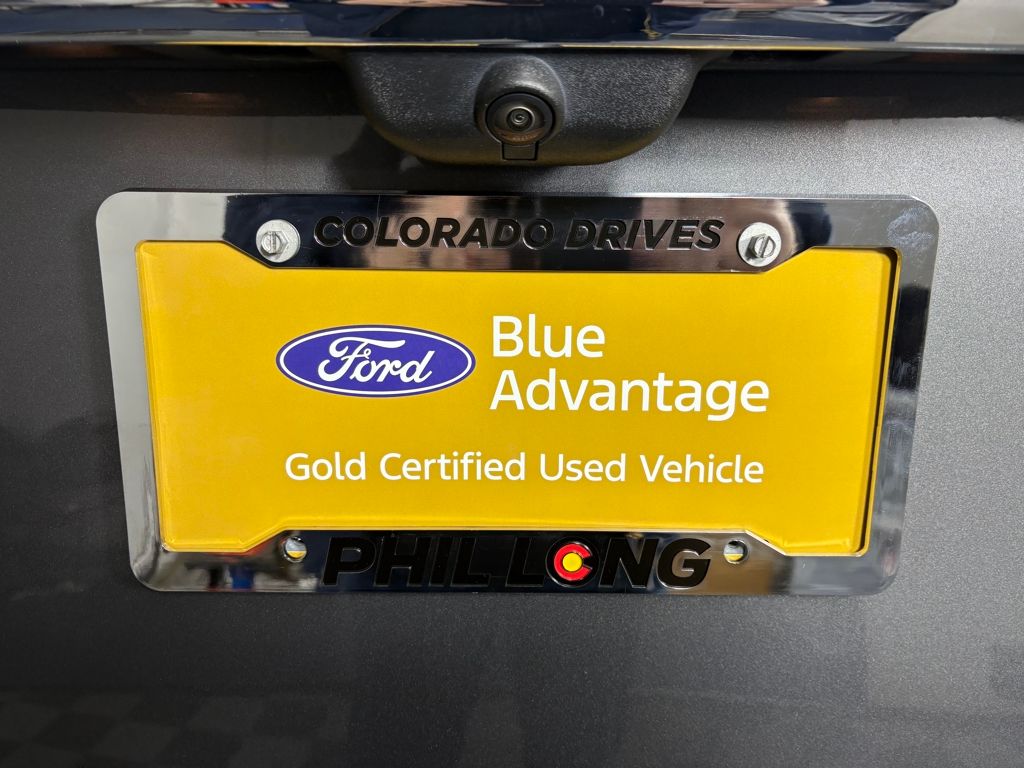 COLORADO DRIVES
Ford
Blue
Advantage
Gold Certified Used Vehicle
PHIL LONG